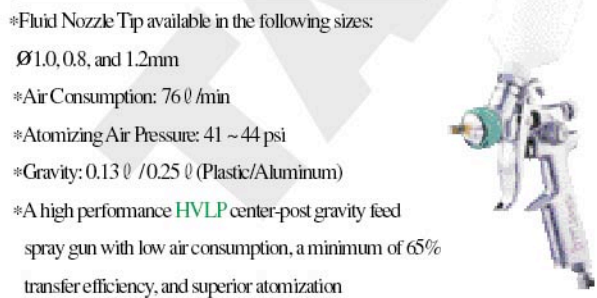 *Fluid Nozzle Tip available in the following sizes:
Ø1.0, 0.8, and 1.2mm
*Air Consumption: 76 ℓ /min
*Atomizing Air Pressure: 41 ~ 44 psi
*Gravity: 0.13 ℓ / 0.25 ℓ (Plastic/Aluminum)
*A high performance HVLP center-post gravity feed
spray gun with low air consumption, a minimum of 65%
transfer efficiency, and superior atomization